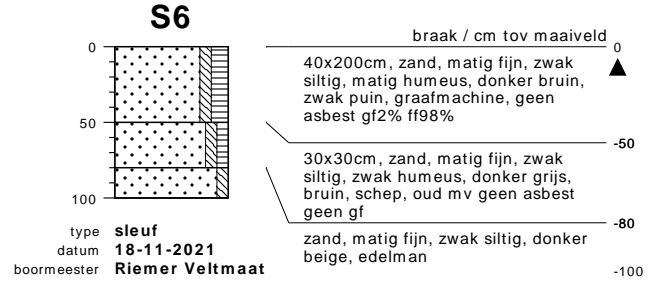 S6
braak / cm tov maaiveld
0
0
40x200cm, zand, matig fijn, zwak
siltig, matig humeus, donker bruin,
zwak puin, graafmachine, geen
asbest gf2% ff98%
50
-50
30x30cm, zand, matig fijn, zwak
siltig, zwak humeus, donker grijs,
bruin, schep, oud mv geen asbest
geen gf
100
-80
zand, matig fijn, zwak siltig, donker
beige, edelman
-100
type sleuf
datum 18-11-2021
boormeester Riemer Veltmaat